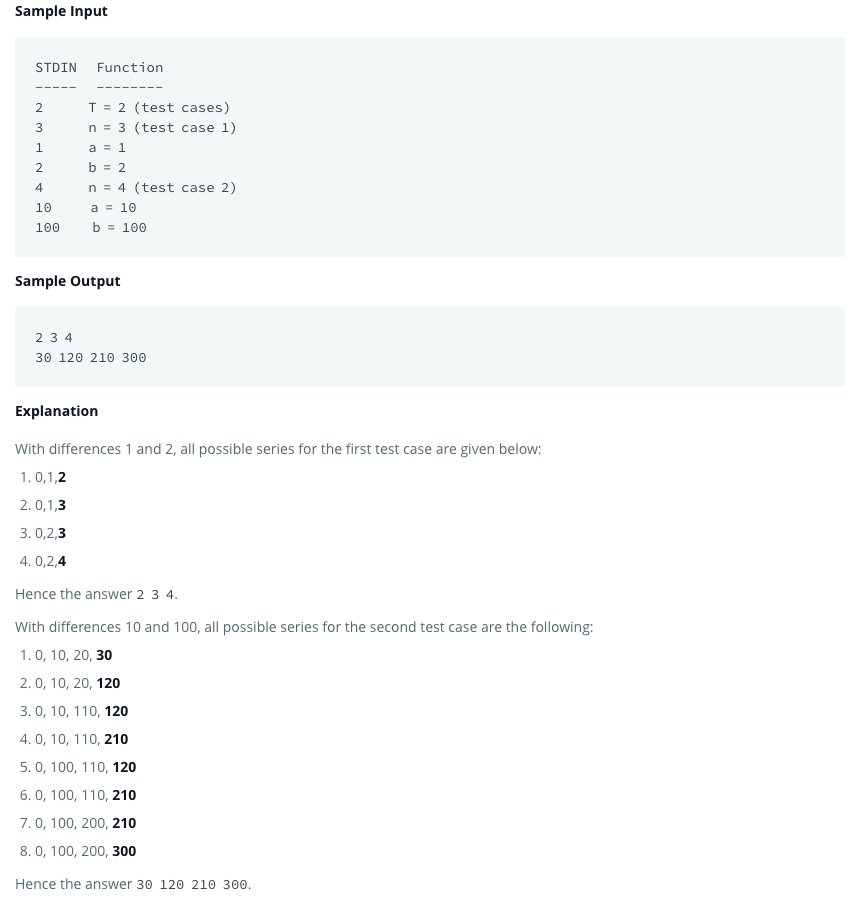 Sample Input
STDIN Function
----- --------
2 T = 2 (test cases)
3 n = 3 (test case 1)
1 a = 1
2 b = 2
4 n = 4 (test case 2)
10 a = 10
100 b = 100
Sample Output
2 3 4
30 120 210 300
Explanation
With differences 1 and 2, all possible series for the first test case are given below:
1. 0,1,2
2. 0,1,3
3. 0,2,3
4. 0,2,4
Hence the answer 2 3 4.
With differences 10 and 100, all possible series for the second test case are the following:
1. 0, 10, 20, 30
2. 0, 10, 20, 120
3. 0, 10, 110, 120
4. 0, 10, 110, 210
5. 0, 100, 110, 120
6. 0, 100, 110, 210
7. 0, 100, 200, 210
8. 0, 100, 200, 300
Hence the answer 30 120 210 300.